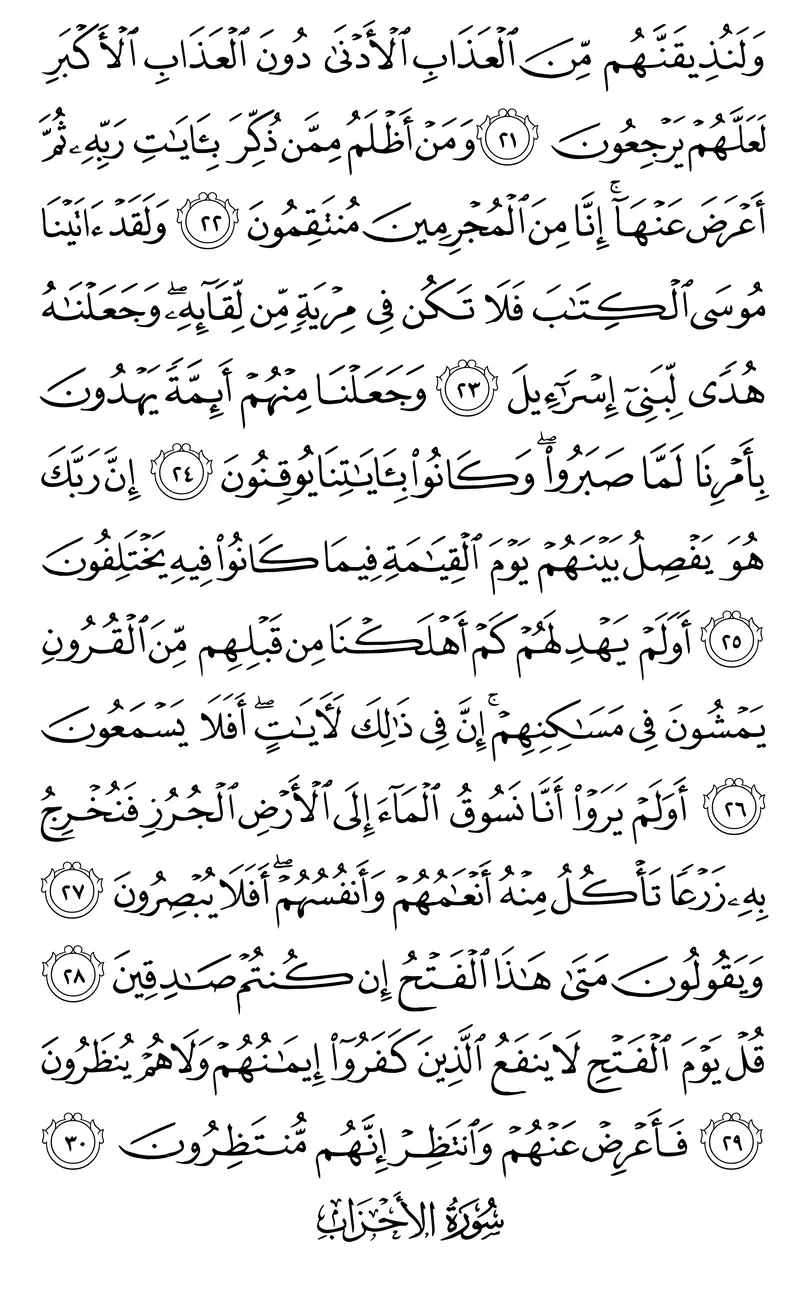 وَلَنُذِيقَنَّهُم مِّنَ ٱلْعَذَابِ ٱلْأَدْنَىٰ دُونَ ٱلْعَذَابِ ٱلْأَكْبَرِ
لَعَلَّهُمْ يَرْجِعُونَ ٢١ وَمَنْ أَظْلَمُ مِمَّن ذُكِّرَ بِـَٔايَـٰتِ رَبِّهِۦ ثُمَّ
أَعْرَضَ عَنْهَآ ۚ إِنَّا مِنَ ٱلْمُجْرِمِينَ مُنتَقِمُونَ ٢٢ وَلَقَدْ ءَاتَيْنَا
مُوسَى ٱلْكِتَـٰبَ فَلَا تَكُن فِى مِرْيَةٍ مِّن لِّقَآئِهِۦ ۖ وَجَعَلْنَـٰهُ
هُدًى لِّبَنِىٓ إِسْرَٰٓءِيلَ ٢٣ وَجَعَلْنَا مِنْهُمْ أَئِمَّةً يَهْدُونَ
بِأَمْرِنَا لَمَّا صَبَرُوا۟ ۖ وَكَانُوا۟ بِـَٔايَـٰتِنَا يُوقِنُونَ ٢٤ إِنَّ رَبَّكَ
هُوَ يَفْصِلُ بَيْنَهُمْ يَوْمَ ٱلْقِيَـٰمَةِ فِيمَا كَانُوا۟ فِيهِ يَخْتَلِفُونَ
٢٥ أَوَلَمْ يَهْدِ لَهُمْ كَمْ أَهْلَكْنَا مِن قَبْلِهِم مِّنَ ٱلْقُرُونِ
يَمْشُونَ فِى مَسَـٰكِنِهِمْ ۚ إِنَّ فِى ذَٰلِكَ لَـَٔايَـٰتٍ ۖ أَفَلَا يَسْمَعُونَ
٢٦ أَوَلَمْ يَرَوْا۟ أَنَّا نَسُوقُ ٱلْمَآءَ إِلَى ٱلْأَرْضِ ٱلْجُرُزِ فَنُخْرِجُ
بِهِۦ زَرْعًا تَأْكُلُ مِنْهُ أَنْعَـٰمُهُمْ وَأَنفُسُهُمْ ۖ أَفَلَا يُبْصِرُونَ ٢٧
وَيَقُولُونَ مَتَىٰ هَـٰذَا ٱلْفَتْحُ إِن كُنتُمْ صَـٰدِقِينَ ٢٨
قُلْ يَوْمَ ٱلْفَتْحِ لَا يَنفَعُ ٱلَّذِينَ كَفَرُوٓا۟ إِيمَـٰنُهُمْ وَلَا هُمْ يُنظَرُونَ
٢٩ فَأَعْرِضْ عَنْهُمْ وَٱنتَظِرْ إِنَّهُم مُّنتَظِرُونَ ٣٠
سُورَةُ الأَحْزَابِ